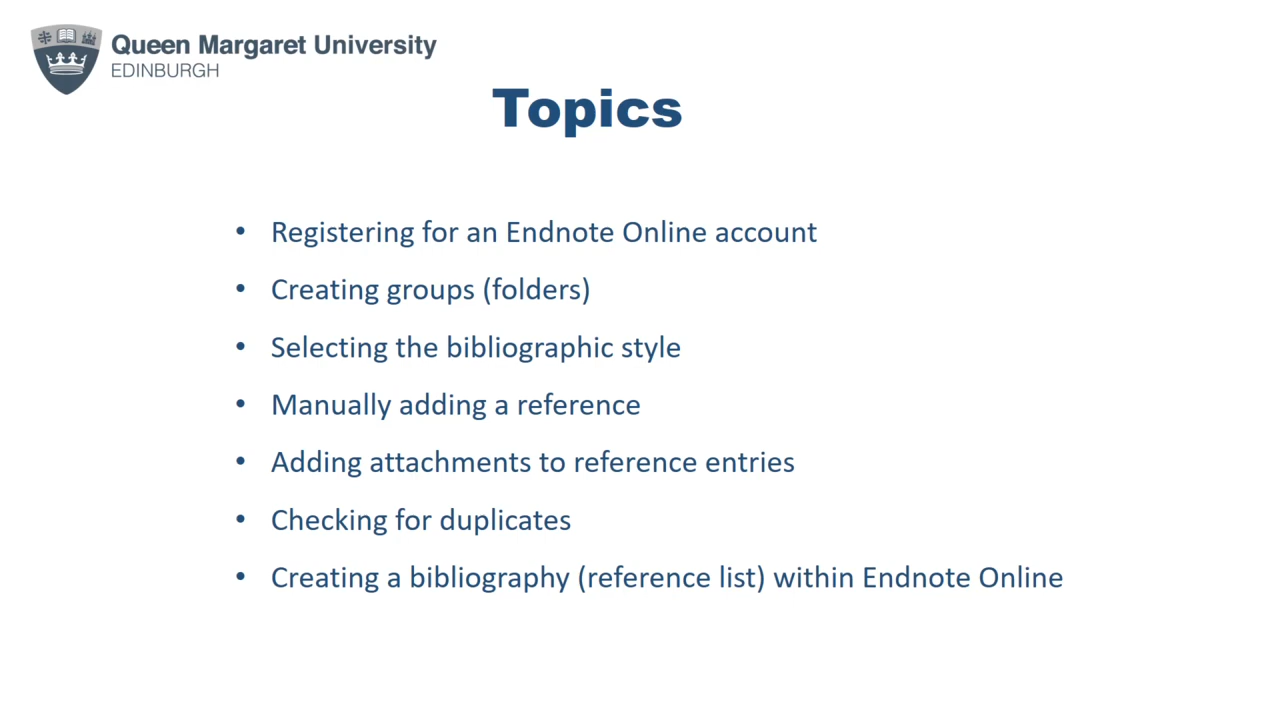 Queen Margaret University
EDINBURGH
Topics
• Registering for an Endnote Online account
• Creating groups (folders)
• Selecting the bibliographic style
• Manually adding a reference
• Adding attachments to reference entries
• Checking for duplicates
• Creating a bibliography (reference list) within Endnote Online